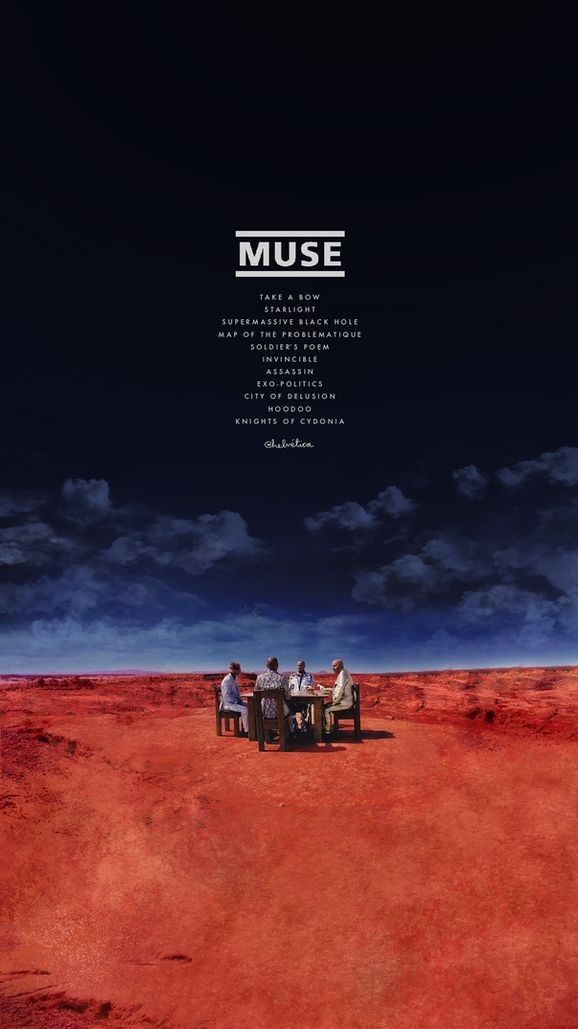 MUSE
TAKE A BOW
STARLIGHT
SUPERMASSIVE BLACK HOLE
MAP OF THE PROBLEMATIQUE
SOLDIER'S POEM
INVINCIBLE
ASSASSIN
EXO-POLITICS
CITY OF DELUSION
HOODOO
KNIGHTS OF CYDONIA
@helvética